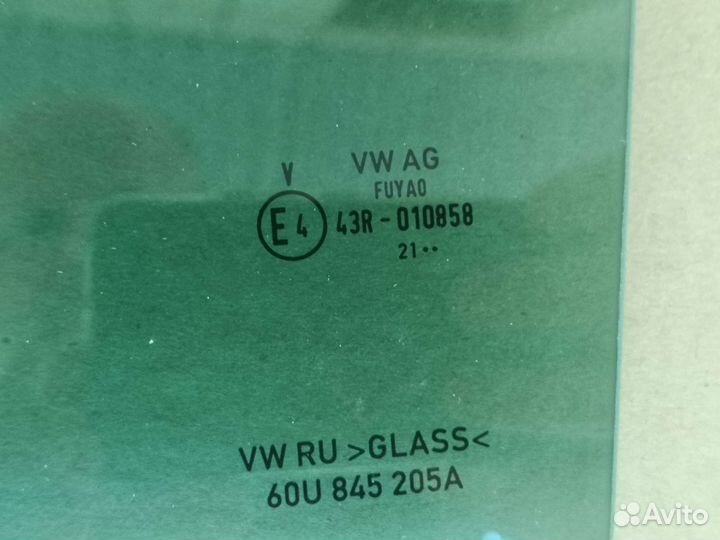 V
VW AG
FUYAO
E4
43R-010858
21••
VW RU >GLASS<
60U 845 205A
Avito